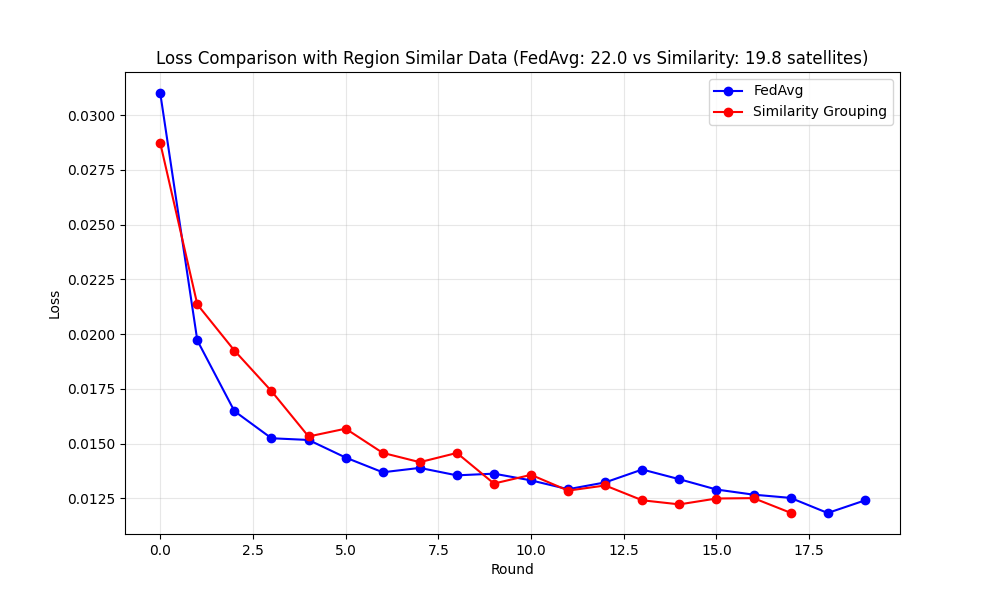 Loss Comparison with Region Similar Data (FedAvg: 22.0 vs Similarity: 19.8 satellites)
FedAvg
Similarity Grouping
0.0300
0.0275
0.0250
0.0225
0.0200
0.0175
0.0150
0.0125
Loss
0.0 2.5 5.0 7.5 10.0 12.5 15.0 17.5
Round